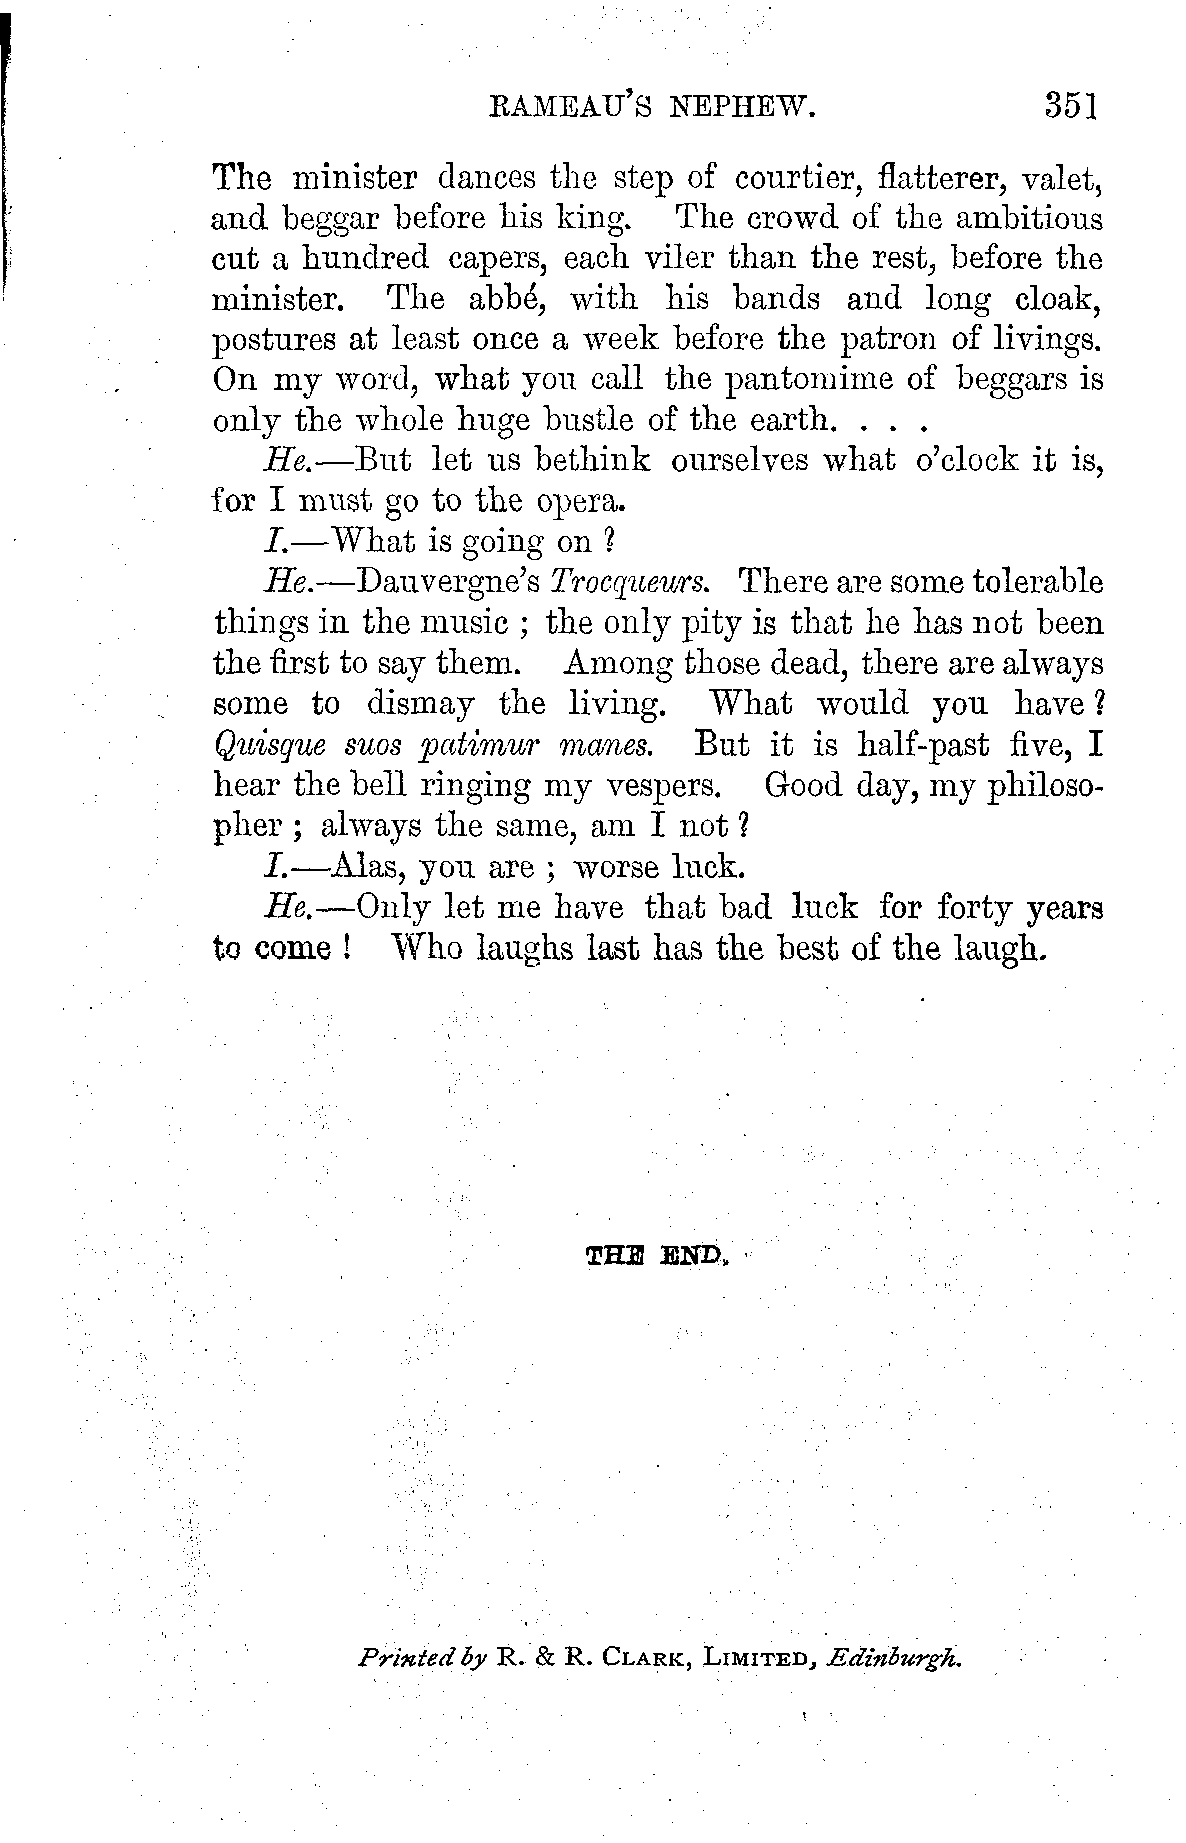 RAMEAU'S NEPHEW. 351
The minister dances the step of courtier, flatterer, valet,
and beggar before his king. The crowd of the ambitious
cut a hundred capers, each viler than the rest, before the
minister. The abbé, with his bands and long cloak,
postures at least once a week before the patron of livings.
On my word, what you call the pantomime of beggars is
only the whole huge bustle of the earth. . . .
He.—But let us bethink ourselves what o'clock it is,
for I must go to the opera.
I.—What is going on ?
He.—Dauvergne's Trocqueurs. There are some tolerable
things in the music ; the only pity is that he has not been
the first to say them. Among those dead, there are always
some to dismay the living. What would you have ?
Quisque suos patimur manes. But it is half-past five, I
hear the bell ringing my vespers. Good day, my philoso-
pher ; always the same, am I not ?
I.—Alas, you are ; worse luck.
He.—Only let me have that bad luck for forty years
to come ! Who laughs last has the best of the laugh.
THE END.
Printed by R. & R. CLARK, LIMITED, Edinburgh.